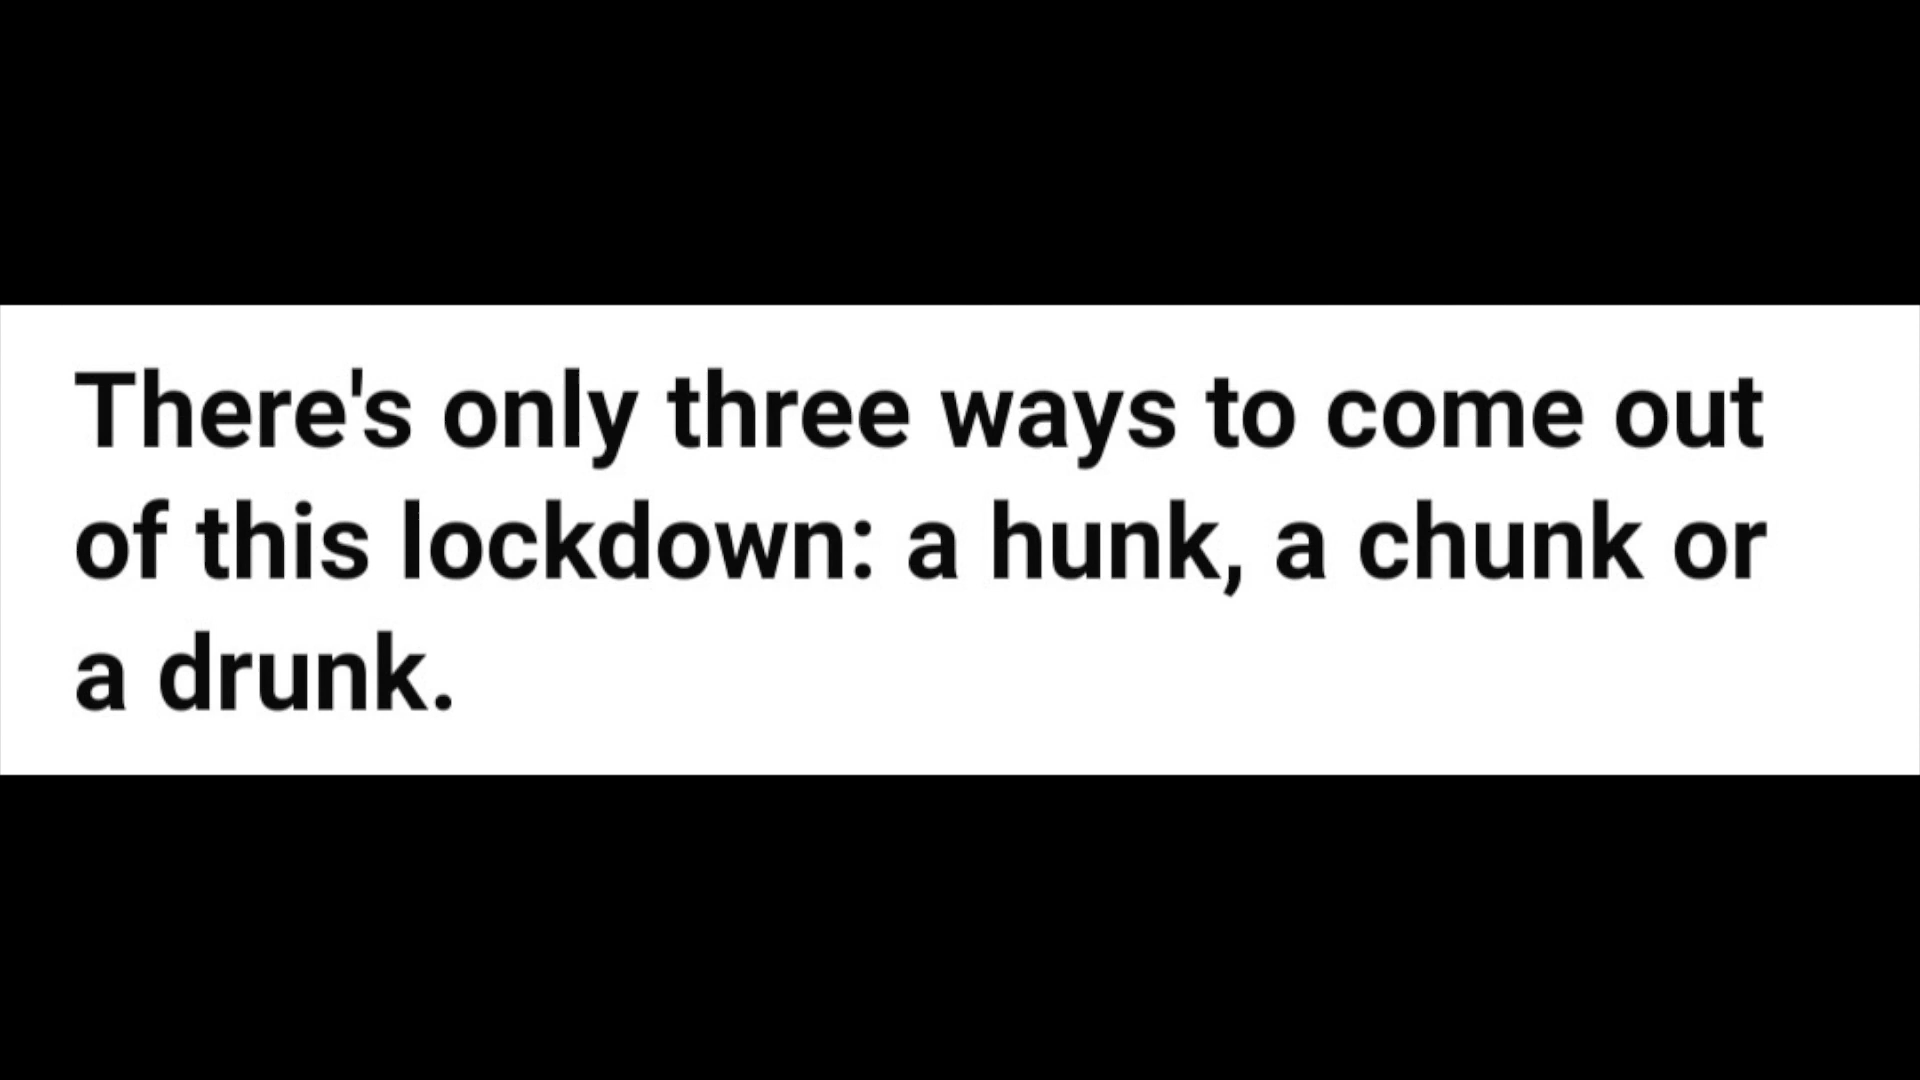 There's only three ways to come out
of this lockdown: a hunk, a chunk or
a drunk.